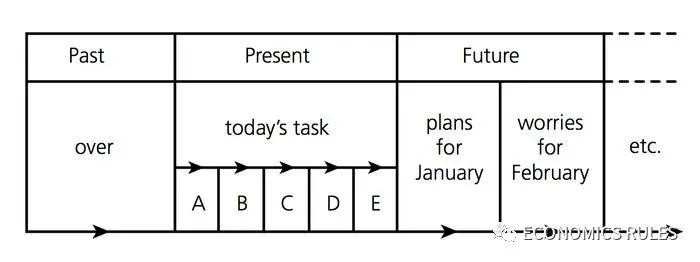 Past
Present
Future
over
today's task
plans
for
January
worries
for
February
etc.
A
B
C
D
E
ECONOMICS RULES